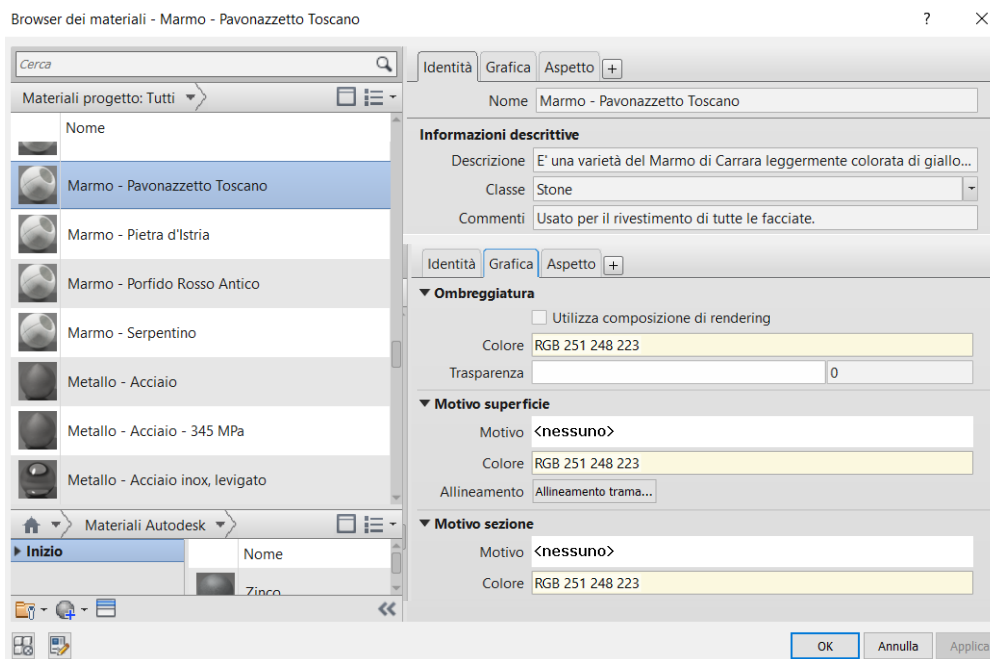 Browser dei materiali - Marmo - Pavonazzetto Toscano
?
Cerca
Materiali progetto: Tutti
Nome
Marmo - Pavonazzetto Toscano
Marmo - Pietra d'Istria
Marmo - Porfido Rosso Antico
Marmo - Serpentino
Metallo - Acciaio
Metallo - Acciaio - 345 MPa
Metallo - Acciaio inox, levigato
Materiali Autodesk
Inizio
Nome
Zinco
Identità Grafica Aspetto +
Nome Marmo - Pavonazzetto Toscano
Informazioni descrittive
Descrizione E' una varietà del Marmo di Carrara leggermente colorata di giallo...
Classe Stone
Commenti Usato per il rivestimento di tutte le facciate.
Identità Grafica Aspetto +
Ombreggiatura
Utilizza composizione di rendering
Colore RGB 251 248 223
Trasparenza 0
Motivo superficie
Motivo <nessuno>
Colore RGB 251 248 223
Allineamento Allineamento trama...
Motivo sezione
Motivo <nessuno>
Colore RGB 251 248 223
OK Annulla Applica